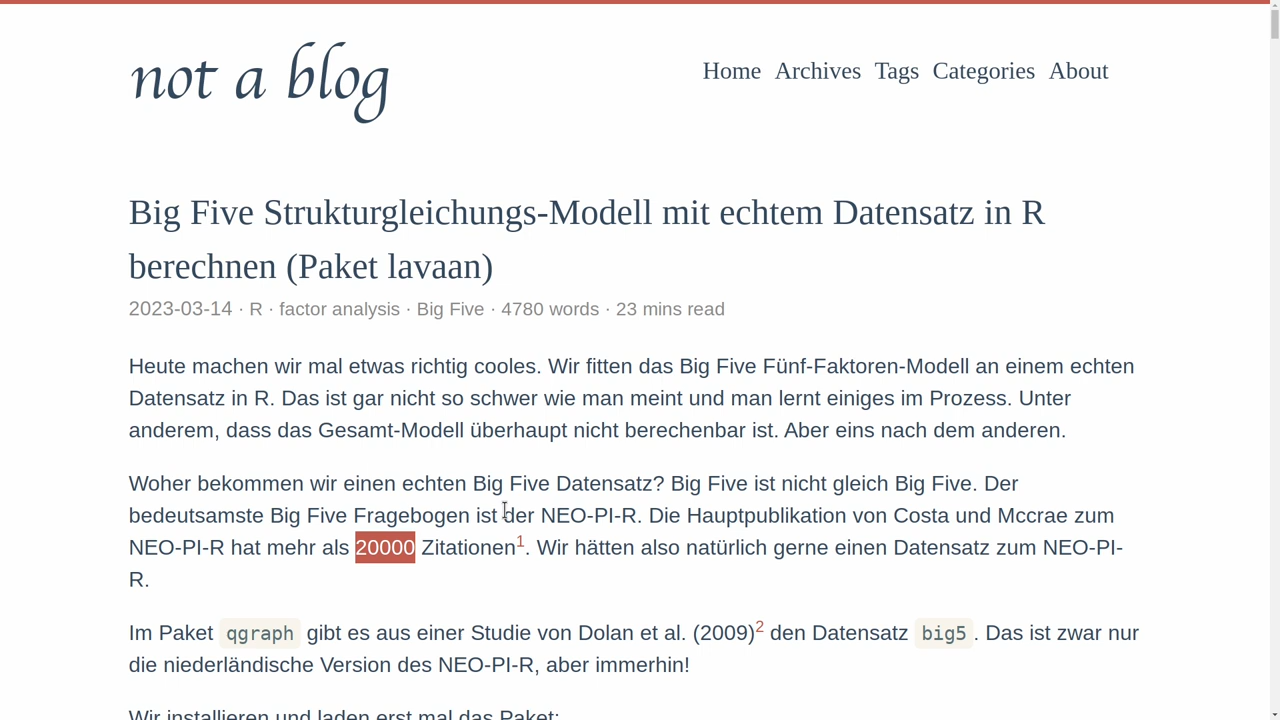 not a blog
Home Archives Tags Categories About
Big Five Strukturgleichungs-Modell mit echtem Datensatz in R
berechnen (Paket lavaan)
2023-03-14 · R · factor analysis · Big Five · 4780 words · 23 mins read
Heute machen wir mal etwas richtig cooles. Wir fitten das Big Five Fünf-Faktoren-Modell an einem echten
Datensatz in R. Das ist gar nicht so schwer wie man meint und man lernt einiges im Prozess. Unter
anderem, dass das Gesamt-Modell überhaupt nicht berechenbar ist. Aber eins nach dem anderen.
Woher bekommen wir einen echten Big Five Datensatz? Big Five ist nicht gleich Big Five. Der
bedeutsamste Big Five Fragebogen ist der NEO-PI-R. Die Hauptpublikation von Costa und Mccrae zum
NEO-PI-R hat mehr als 20000 Zitationen1. Wir hätten also natürlich gerne einen Datensatz zum NEO-PI-
R.
Im Paket qgraph gibt es aus einer Studie von Dolan et al. (2009)2 den Datensatz big5. Das ist zwar nur
die niederländische Version des NEO-PI-R, aber immerhin!
Wir installieren und laden erst mal das Paket: